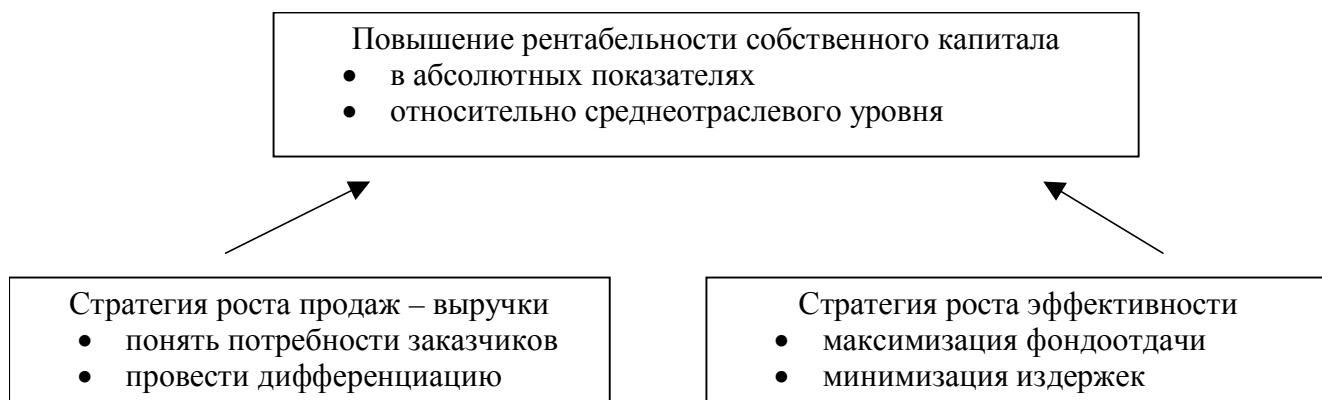 Повышение рентабельности собственного капитала
• в абсолютных показателях
• относительно среднеотраслевого уровня
Стратегия роста продаж – выручки
• понять потребности заказчиков
• провести дифференциацию
Стратегия роста эффективности
• максимизация фондоотдачи
• минимизация издержек